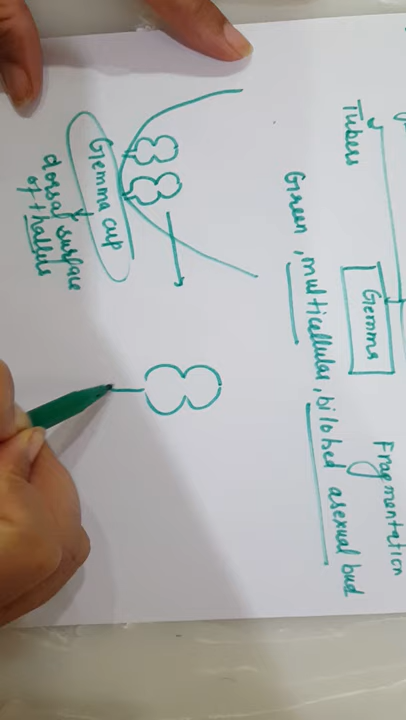 Tubers
Gemma
Fragmentation
Green, multicellular, bilobed asexual bud
Gemma cup
dorsal surface
of thallus